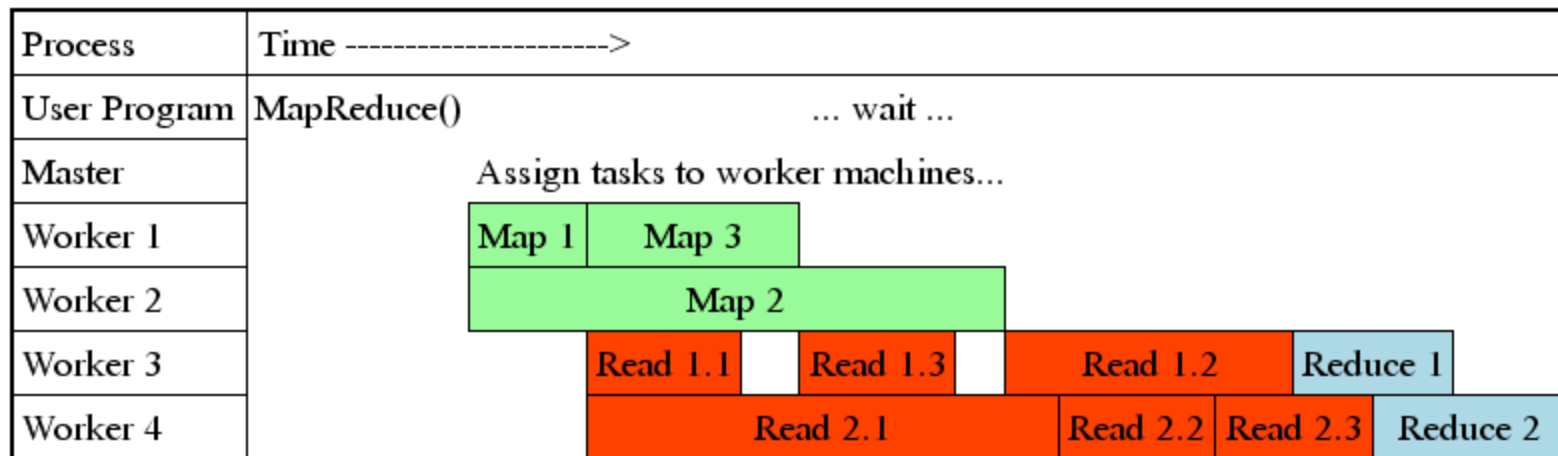 Process Time ---------------------->
User Program MapReduce() ... wait ...
Master Assign tasks to worker machines...
Worker 1 Map 1 Map 3
Worker 2 Map 2
Worker 3 Read 1.1 Read 1.3 Read 1.2 Reduce 1
Worker 4 Read 2.1 Read 2.2 Read 2.3 Reduce 2